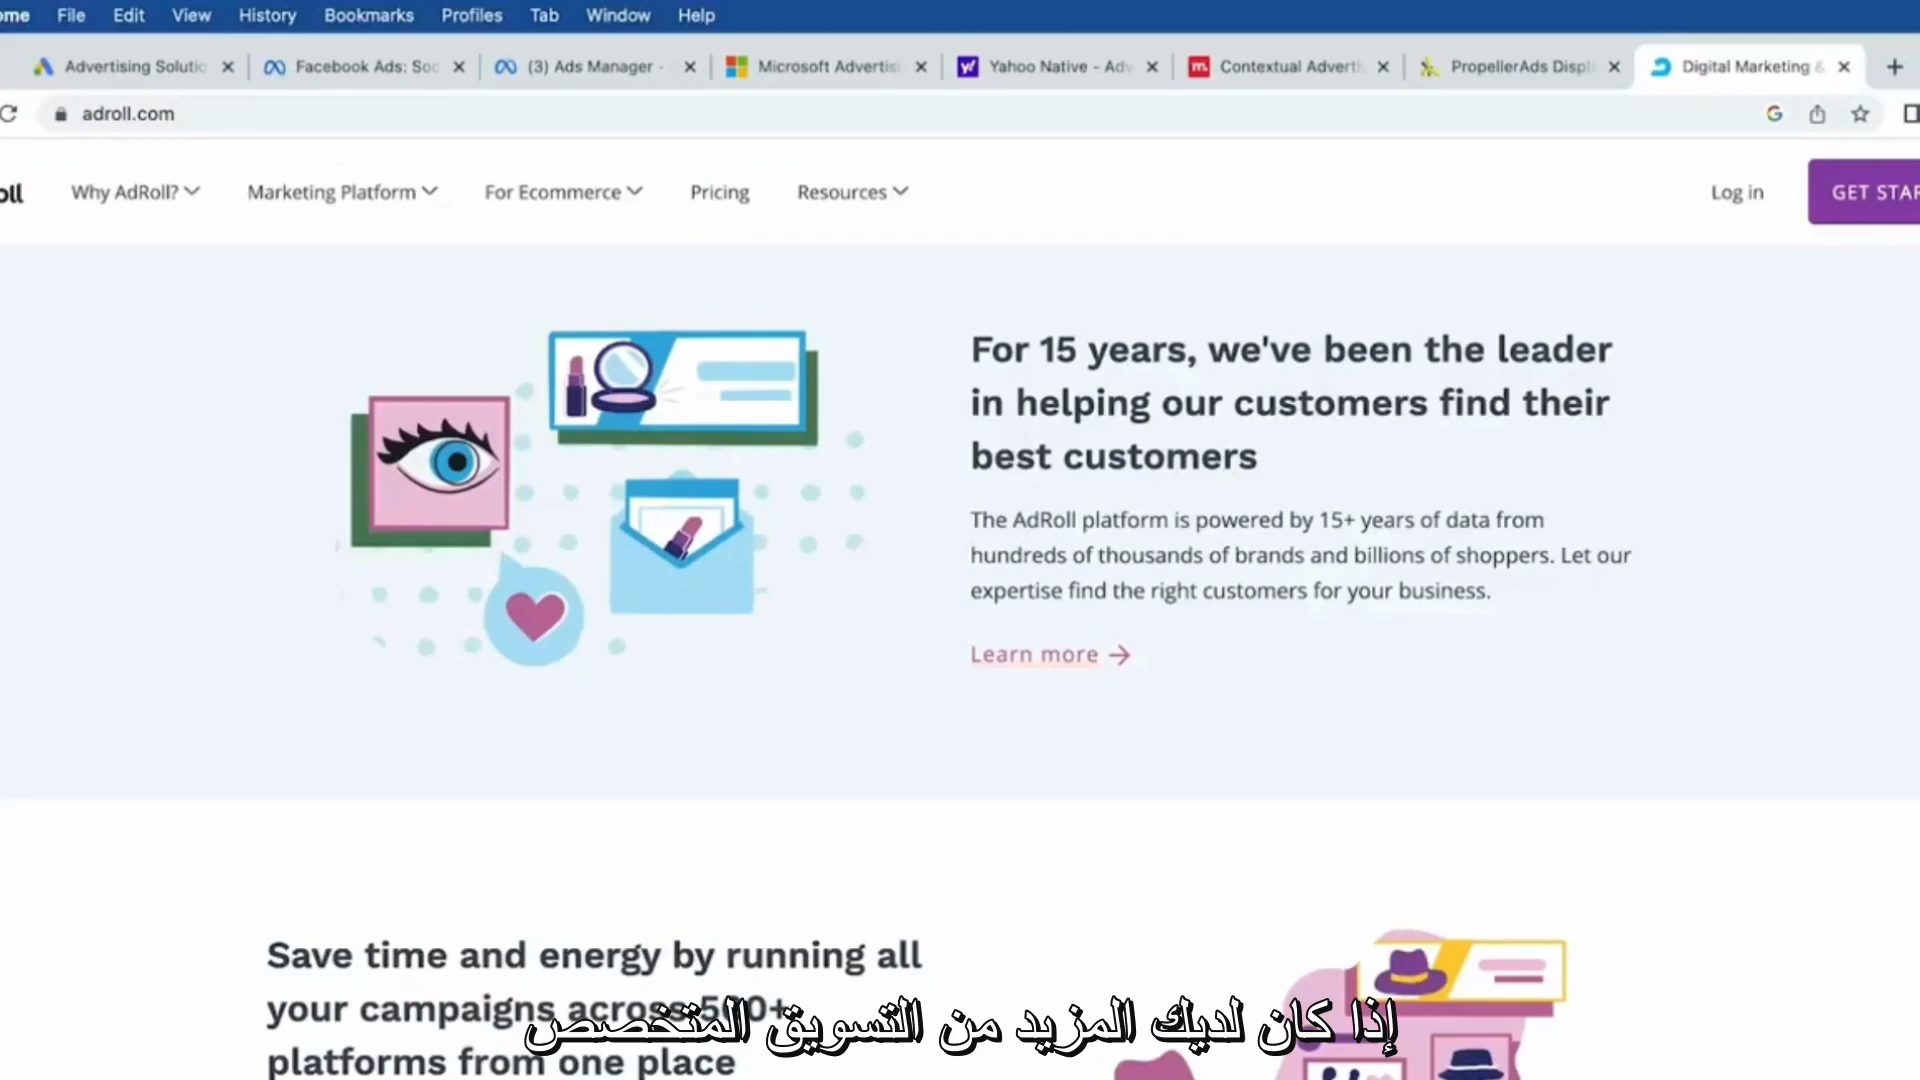 File Edit View History Bookmarks Profiles Tab Window Help
Advertising Solutio Facebook Ads: Soc (3) Ads Manager - Microsoft Advertisi Yahoo Native - Adv Contextual Adverti PropellerAds Displ Digital Marketing &
adroll.com
oll Why AdRoll? Marketing Platform For Ecommerce Pricing Resources Log in GET STAR
For 15 years, we've been the leader
in helping our customers find their
best customers
The AdRoll platform is powered by 15+ years of data from
hundreds of thousands of brands and billions of shoppers. Let our
expertise find the right customers for your business.
Learn more →
Save time and energy by running all
your campaigns across 500+
platforms from one place
إذا كان لديك المزيد من التسويق المتخصص